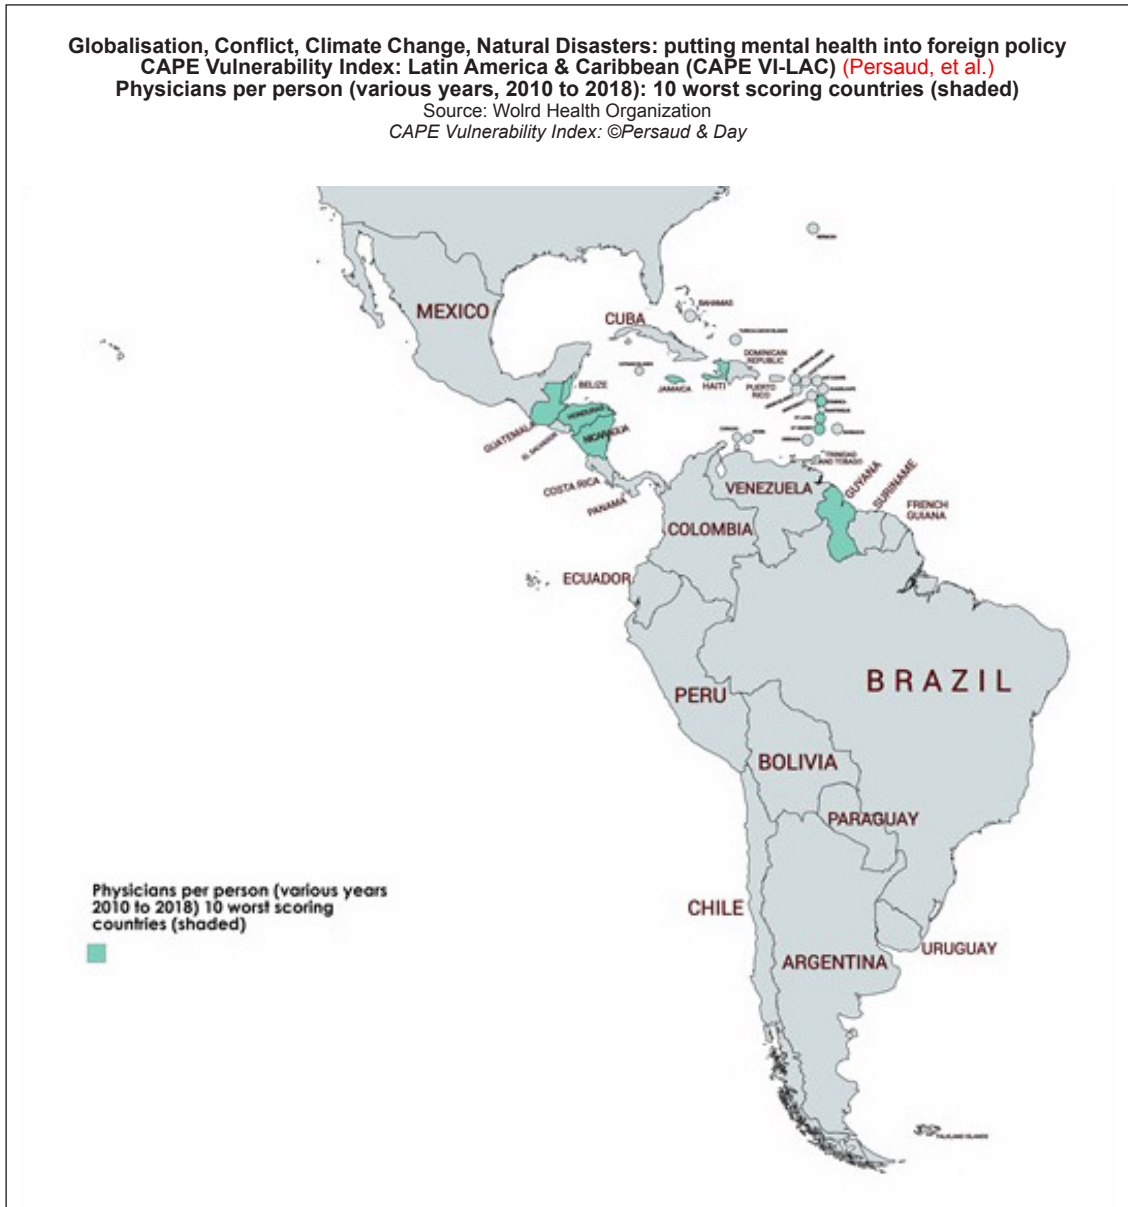 Globalisation, Conflict, Climate Change, Natural Disasters: putting mental health into foreign policy
CAPE Vulnerability Index: Latin America & Caribbean (CAPE VI-LAC) (Persaud, et al.)
Physicians per person (various years, 2010 to 2018): 10 worst scoring countries (shaded)
Source: Wolrd Health Organization
CAPE Vulnerability Index: ©Persaud & Day
MEXICO
CUBA
BAHAMAS
DOMINICAN
REPUBLIC
JAMAICA
HAITI
PUERTO
RICO
BELIZE
HONDURAS
GUATEMALA
EL SALVADOR
NICARAGUA
COSTA RICA
PANAMA
TRINIDAD
AND TOBAGO
VENEZUELA
GUYANA
SURINAME
FRENCH
GUIANA
COLOMBIA
ECUADOR
BRAZIL
PERU
BOLIVIA
PARAGUAY
CHILE
URUGUAY
ARGENTINA
FALKLAND ISLANDS
Physicians per person (various years
2010 to 2018) 10 worst scoring
countries (shaded)